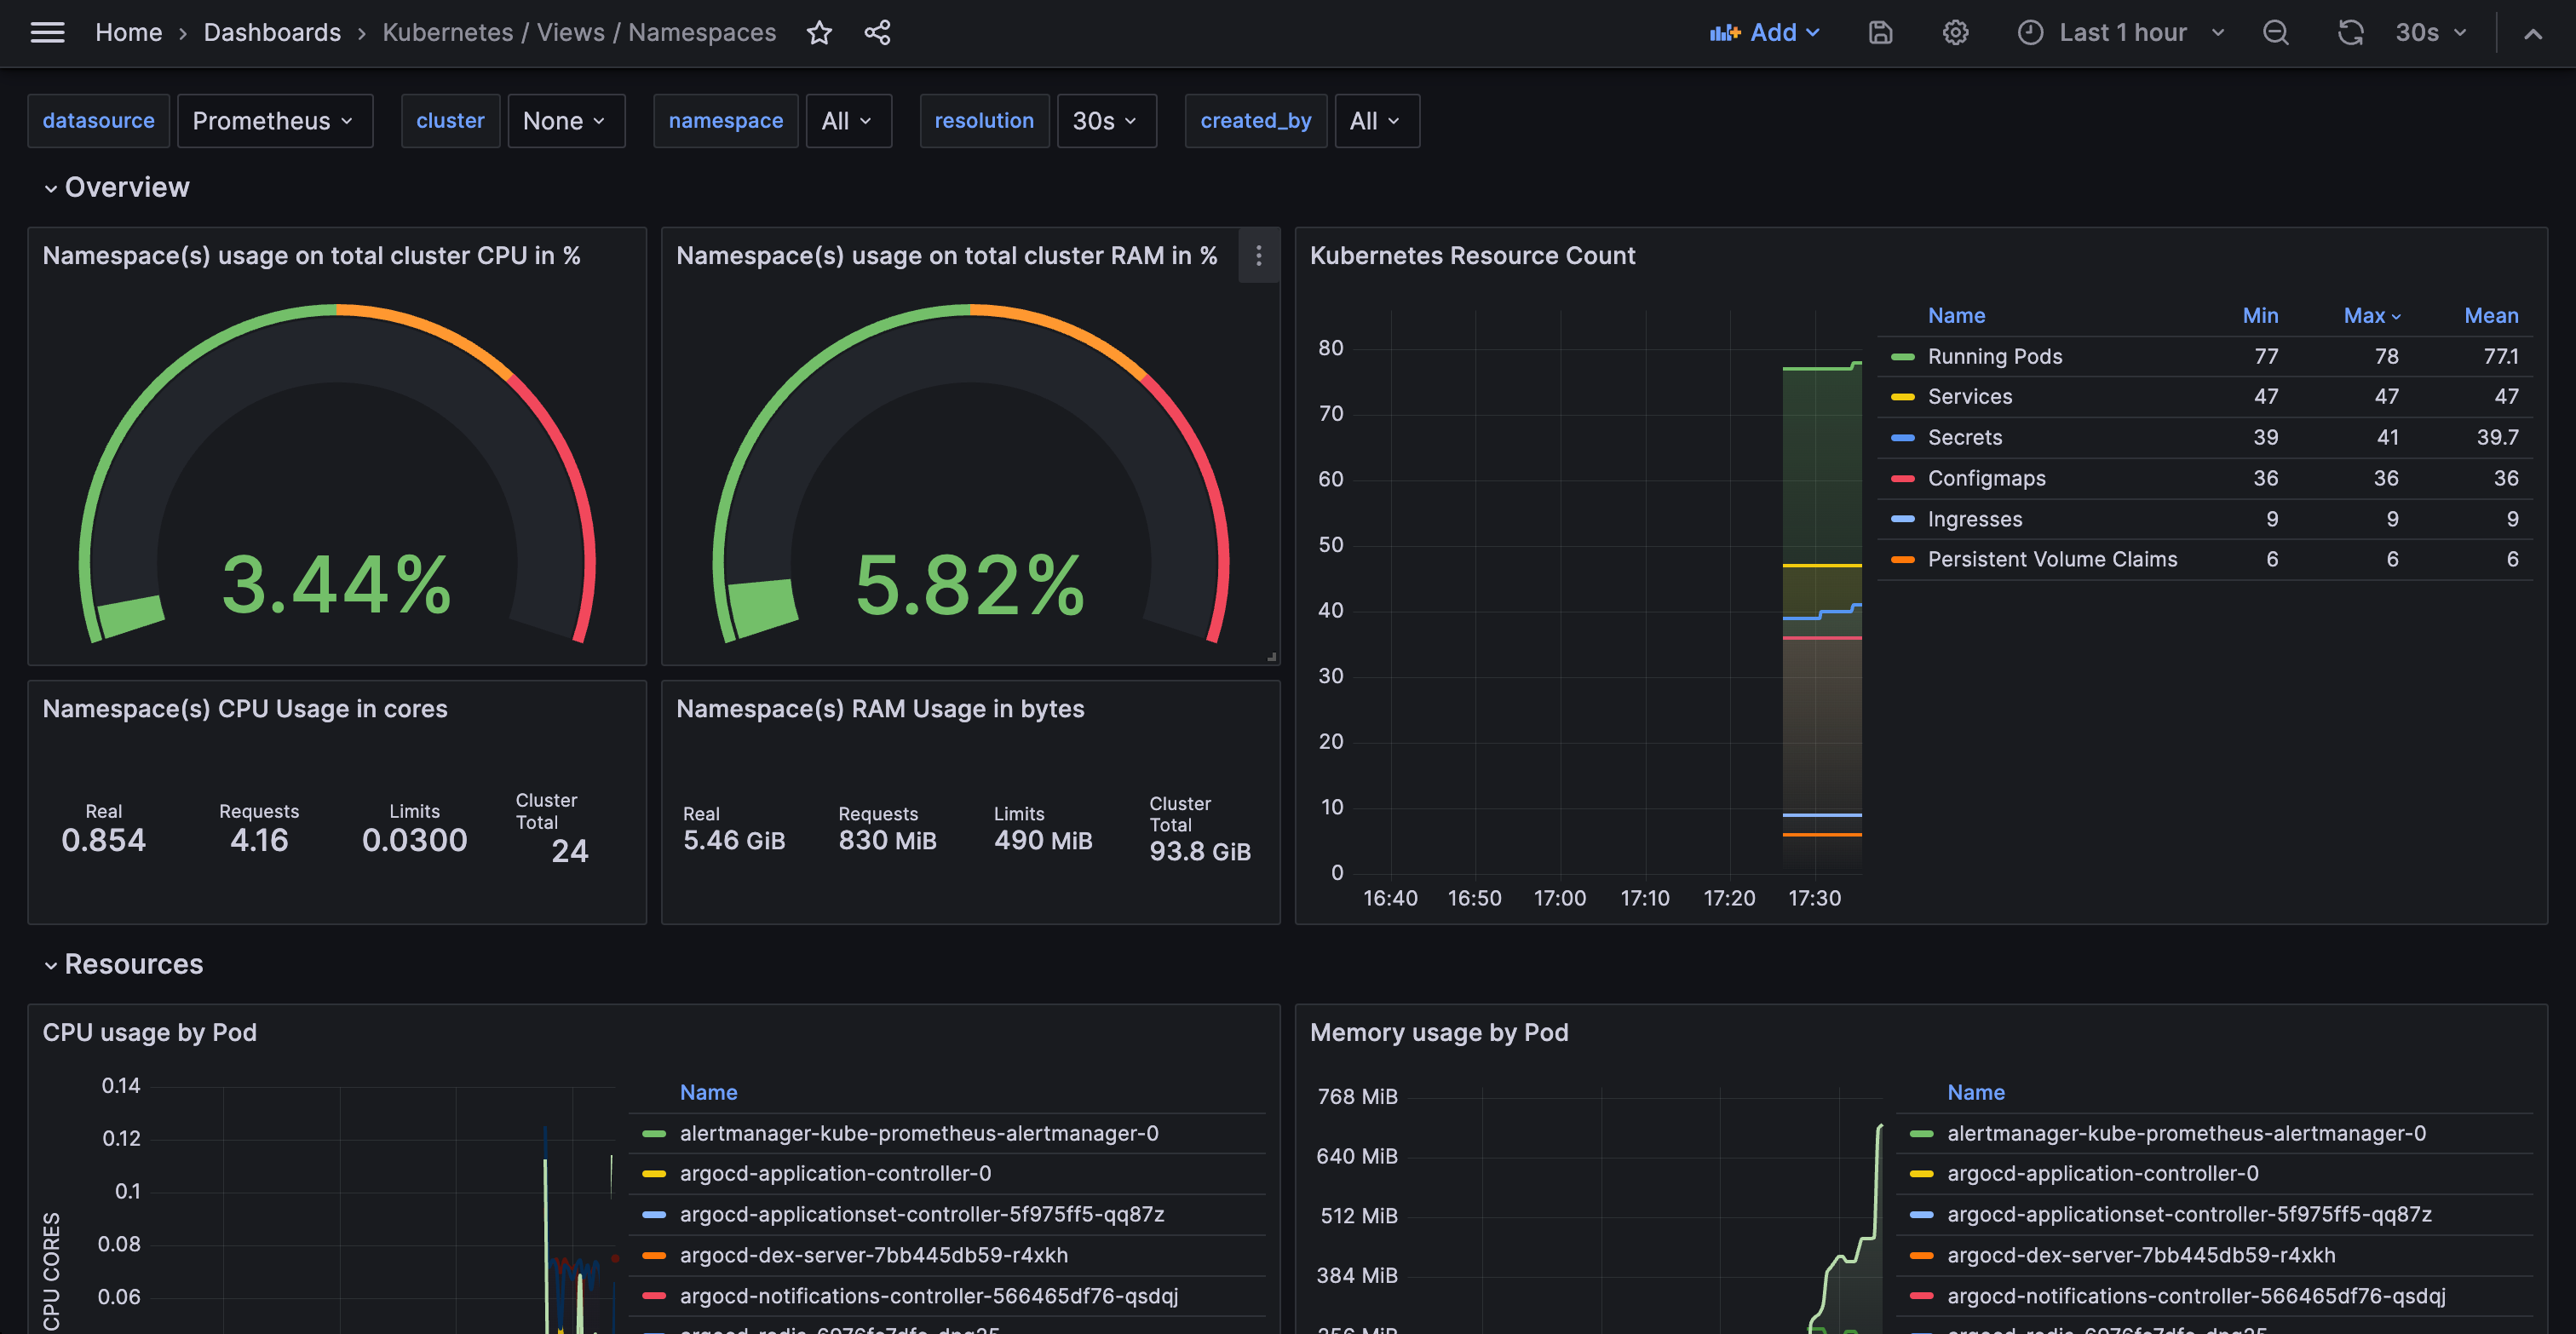 Home › Dashboards › Kubernetes / Views / Namespaces
Add
Last 1 hour
30s
datasource Prometheus cluster None namespace All resolution 30s created_by All
Overview
Namespace(s) usage on total cluster CPU in %
3.44%
Namespace(s) usage on total cluster RAM in %
5.82%
Kubernetes Resource Count
80
70
60
50
40
30
20
10
0
16:40 16:50 17:00 17:10 17:20 17:30
Name Min Max Mean
Running Pods 77 78 77.1
Services 47 47 47
Secrets 39 41 39.7
Configmaps 36 36 36
Ingresses 9 9 9
Persistent Volume Claims 6 6 6
Namespace(s) CPU Usage in cores
Real
0.854
Requests
4.16
Limits
0.0300
Cluster
Total
24
Namespace(s) RAM Usage in bytes
Real
5.46 GiB
Requests
830 MiB
Limits
490 MiB
Cluster
Total
93.8 GiB
Resources
CPU usage by Pod
CPU CORES
0.14
0.12
0.1
0.08
0.06
Name
alertmanager-kube-prometheus-alertmanager-0
argocd-application-controller-0
argocd-applicationset-controller-5f975ff5-qq87z
argocd-dex-server-7bb445db59-r4xkh
argocd-notifications-controller-566465df76-qsdqj
Memory usage by Pod
768 MiB
640 MiB
512 MiB
384 MiB
256 MiB
Name
alertmanager-kube-prometheus-alertmanager-0
argocd-application-controller-0
argocd-applicationset-controller-5f975ff5-qq87z
argocd-dex-server-7bb445db59-r4xkh
argocd-notifications-controller-566465df76-qsdqj